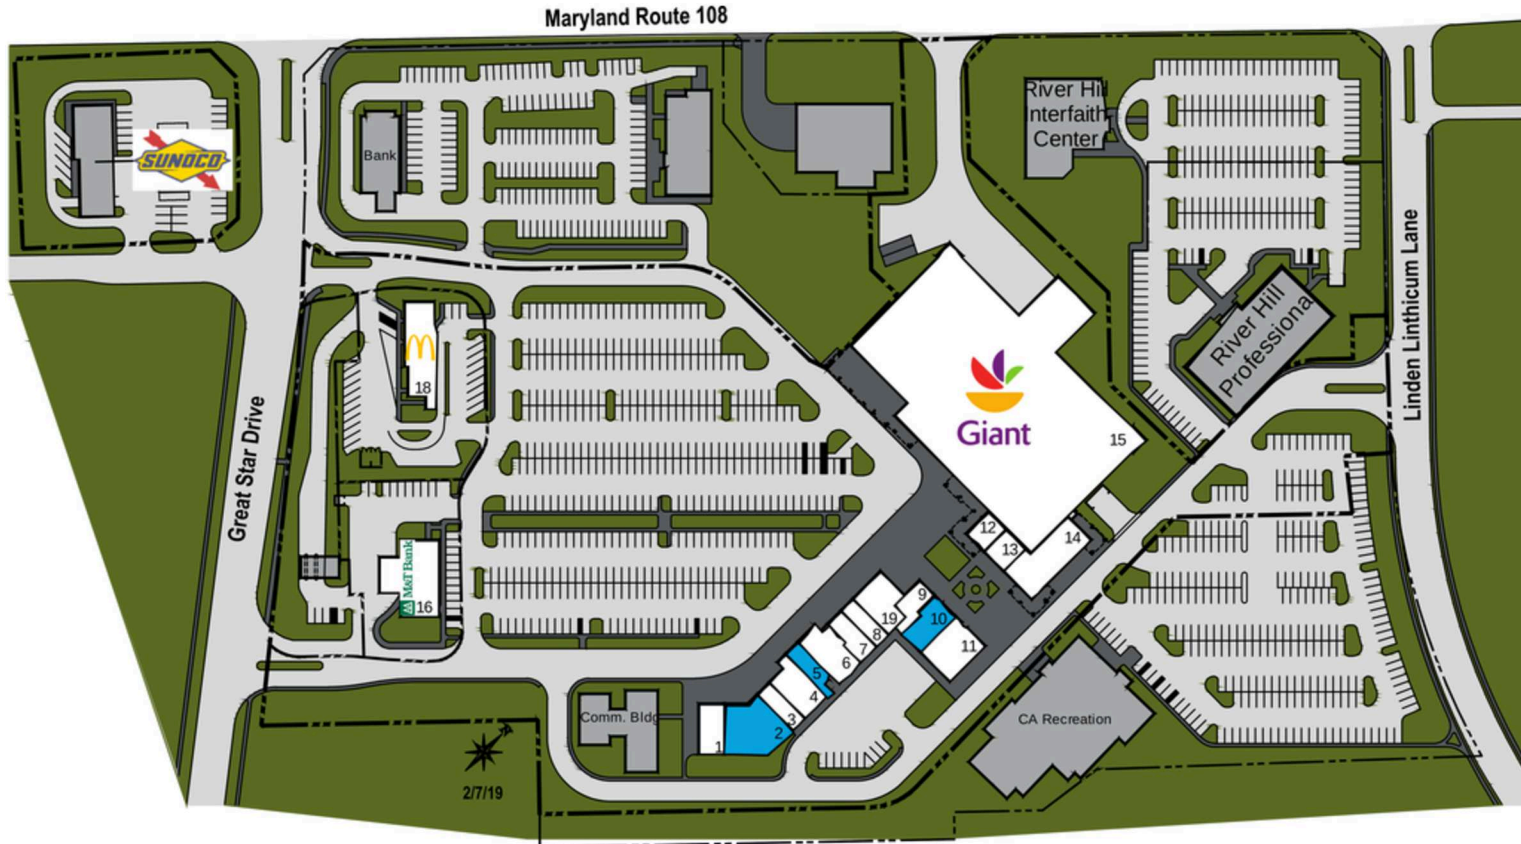 Maryland Route 108
SUNOCO
Bank
River Hil
Interfaith
Center
River Hill
Professiona
Linden Linthicum Lane
Great Star Drive
18
Giant
15
12
13
14
M&T Bank
16
9
10
11
19
8
7
6
5
4
3
2
1
Comm. Bldg
CA Recreation
2/7/19